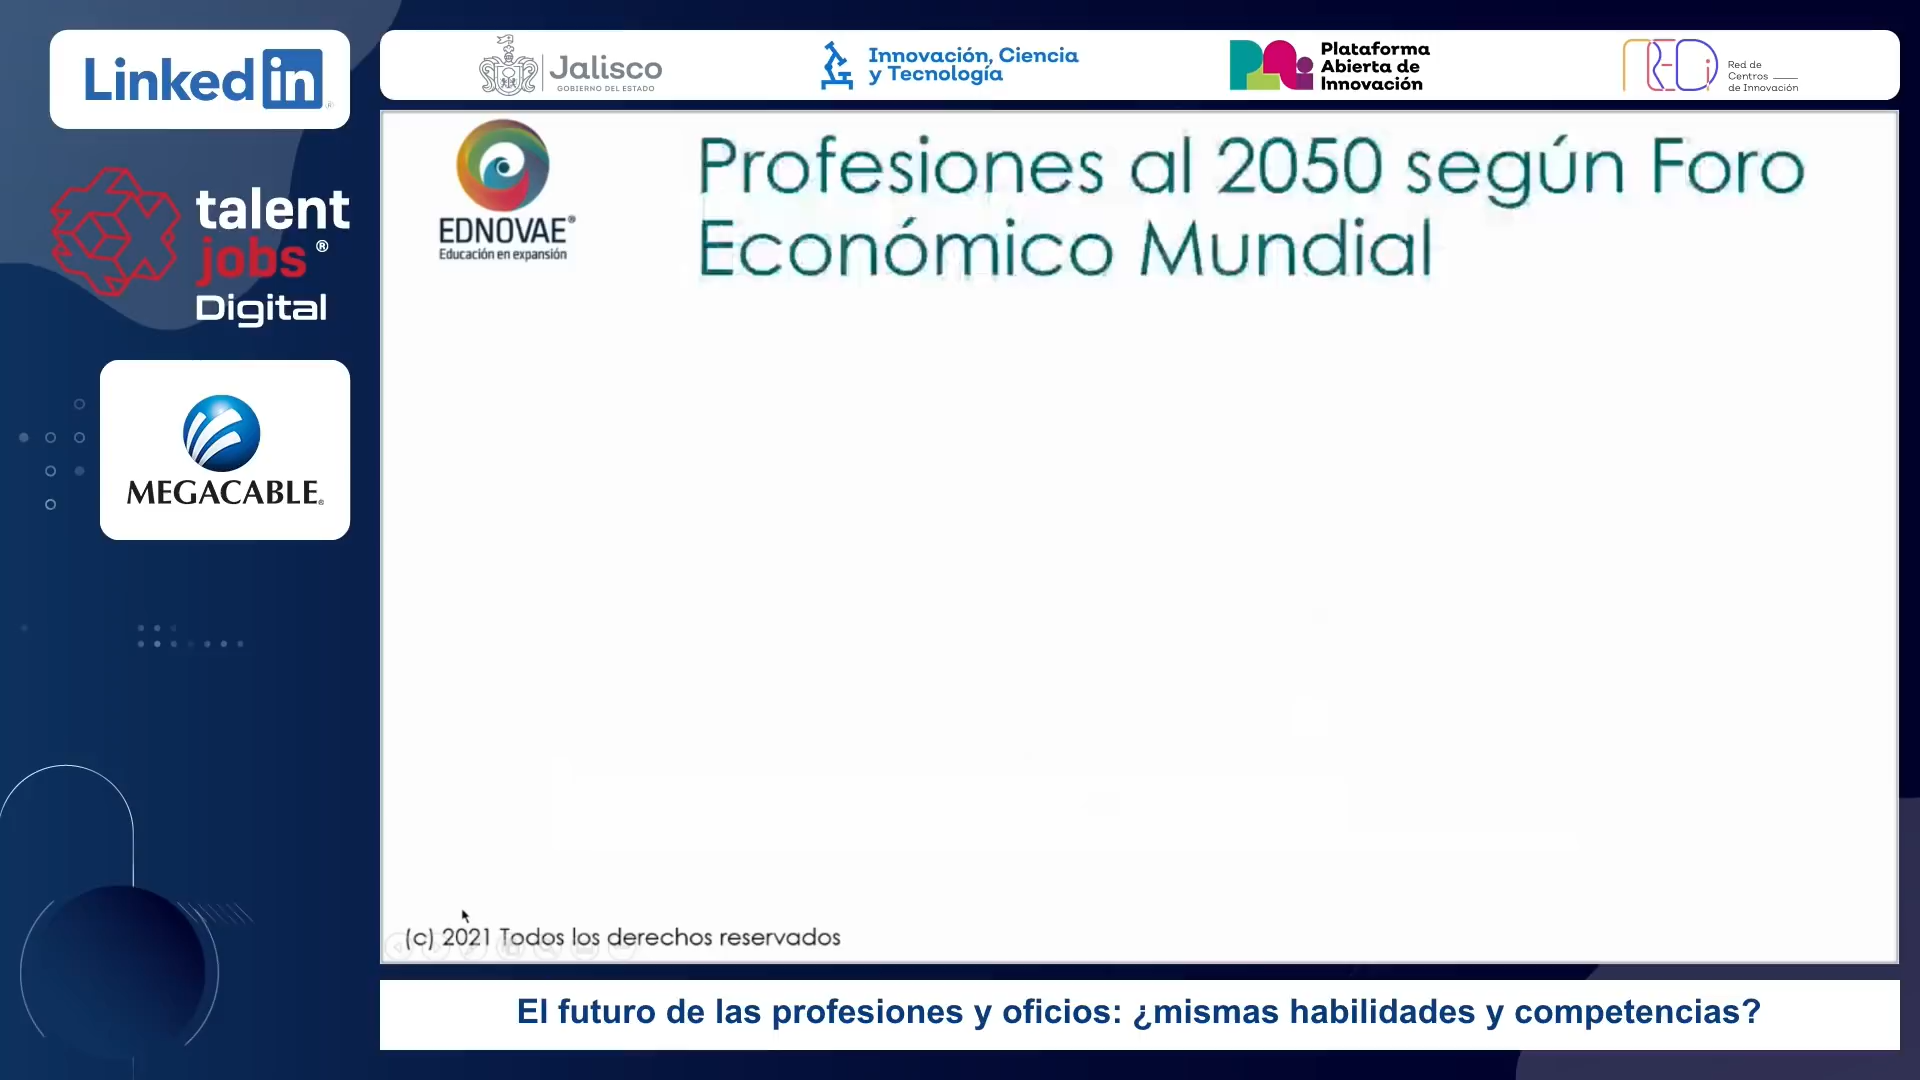 Linked in
talent
jobs®
Digital
MEGACABLE®
Jalisco
GOBIERNO DEL ESTADO
Innovación, Ciencia
y Tecnología
Plataforma
Abierta de
Innovación
REDi
Red de
Centros
de Innovación
EDNOVAE®
Educación en expansión
Profesiones al 2050 según Foro
Económico Mundial
(c) 2021 Todos los derechos reservados
El futuro de las profesiones y oficios: ¿mismas habilidades y competencias?